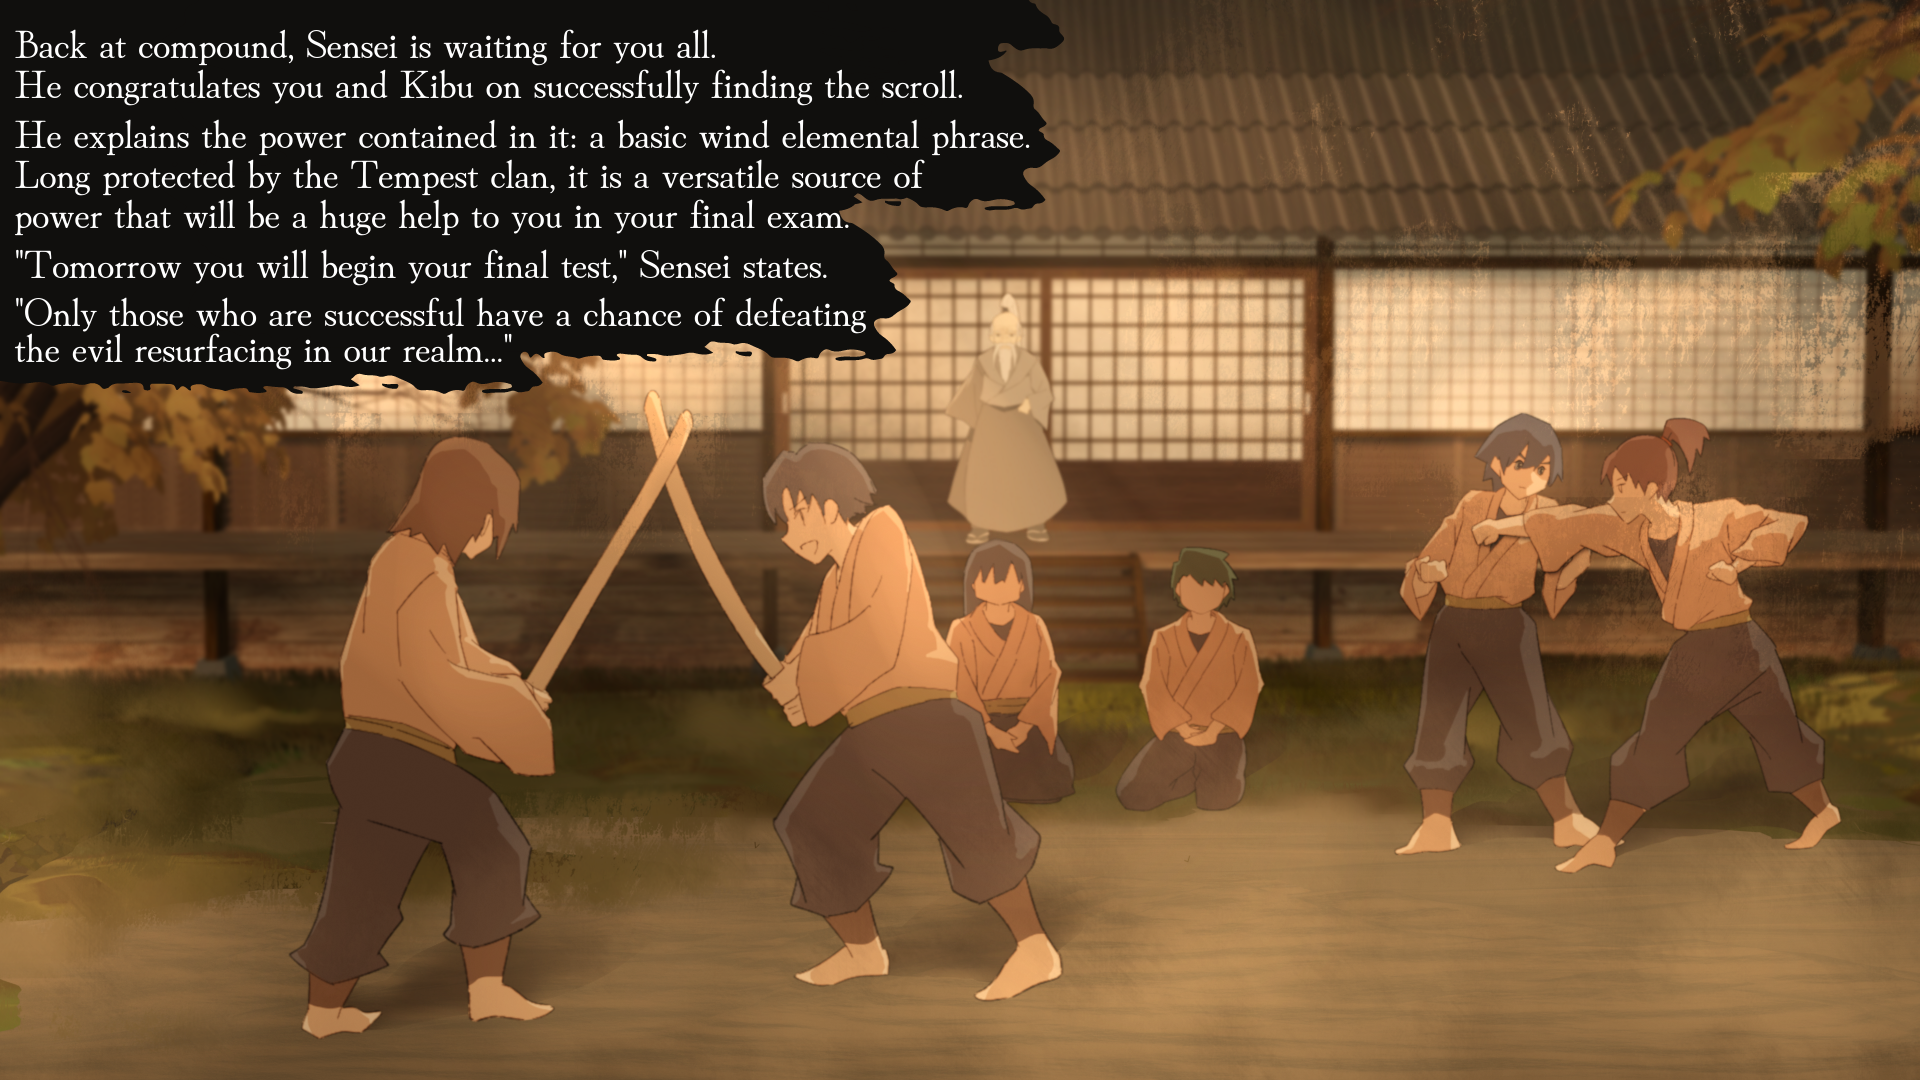 Back at compound, Sensei is waiting for you all.
He congratulates you and Kibu on successfully finding the scroll.
He explains the power contained in it: a basic wind elemental phrase.
Long protected by the Tempest clan, it is a versatile source of
power that will be a huge help to you in your final exam.
"Tomorrow you will begin your final test," Sensei states.
"Only those who are successful have a chance of defeating
the evil resurfacing in our realm..."